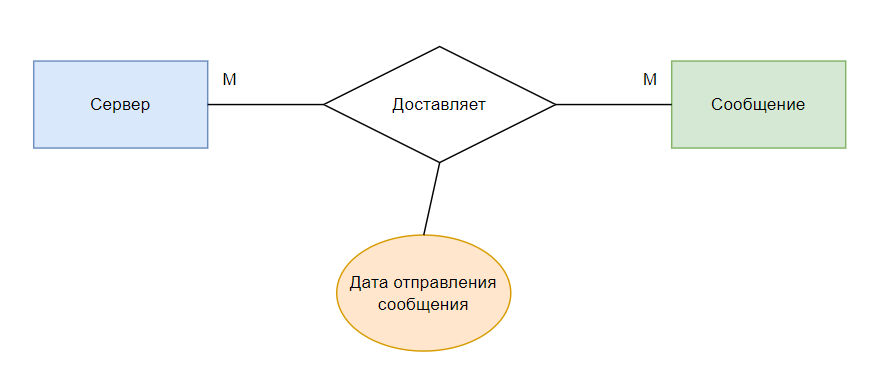 М
М
Сервер
Доставляет
Сообщение
Дата отправления
сообщения